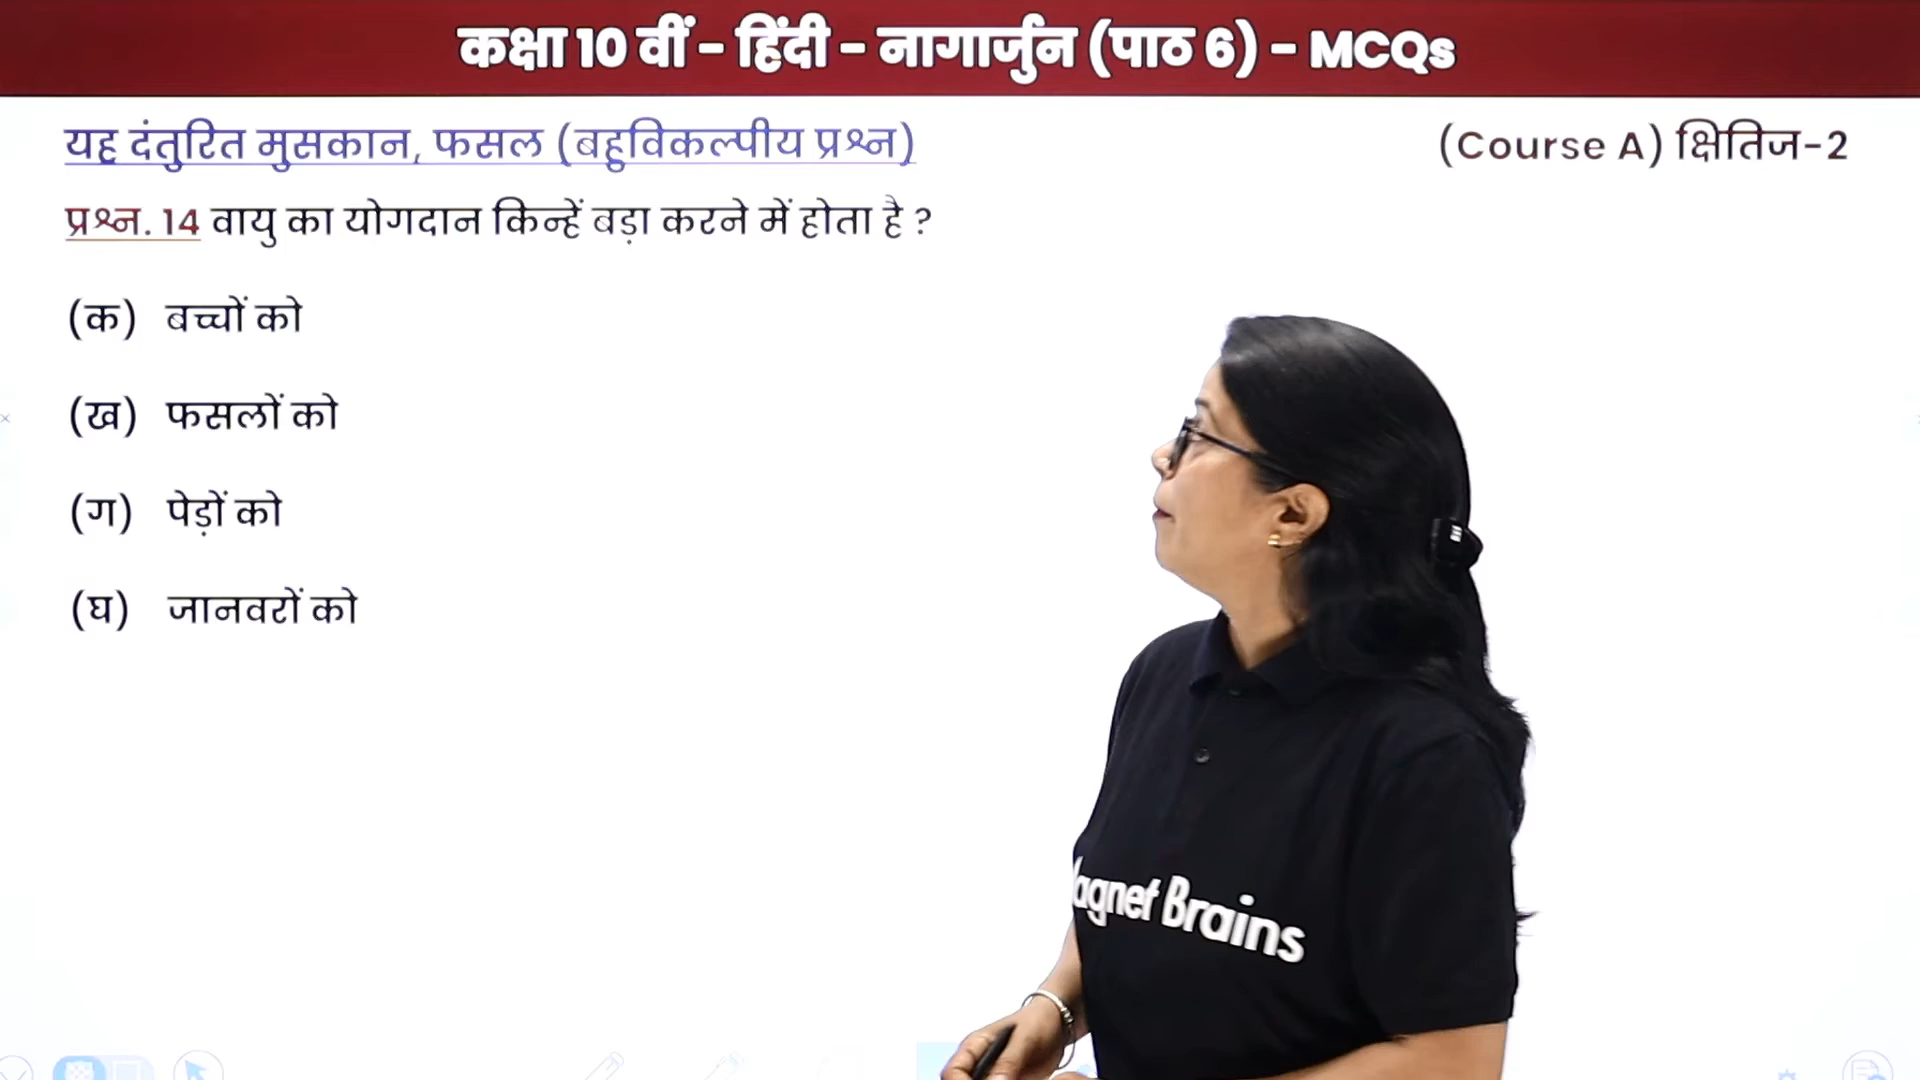 कक्षा 10 वीं - हिंदी - नागार्जुन (पाठ 6) - MCQs
यह दंतुरित मुसकान, फसल (बहुविकल्पीय प्रश्न)
(Course A) क्षितिज-2
प्रश्न. 14 वायु का योगदान किन्हें बड़ा करने में होता है ?
(क) बच्चों को
(ख) फसलों को
(ग) पेड़ों को
(घ) जानवरों को
agnet Brains